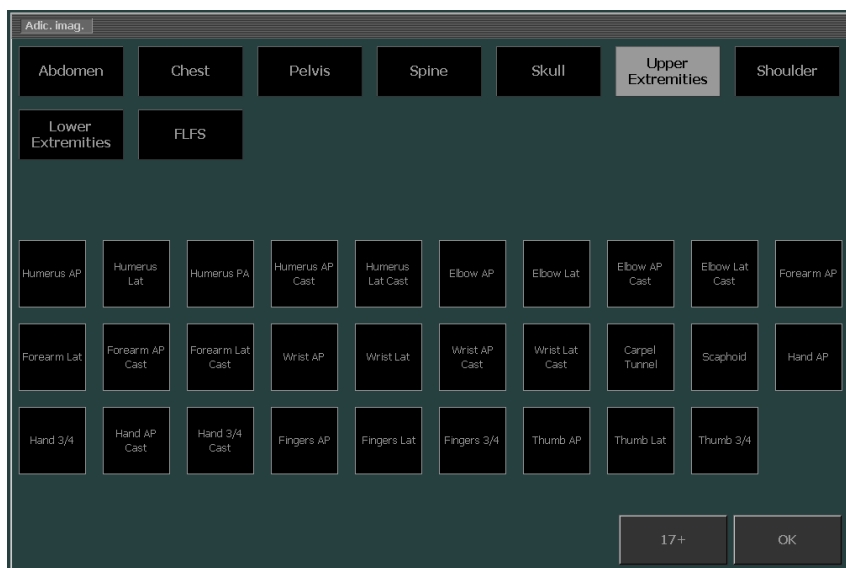 Adic. imag.
Abdomen
Chest
Pelvis
Spine
Skull
Upper
Extremities
Shoulder
Lower
Extremities
FLFS
Humerus AP
Humerus
Lat
Humerus PA
Humerus AP
Cast
Humerus
Lat Cast
Elbow AP
Elbow Lat
Elbow AP
Cast
Elbow Lat
Cast
Forearm AP
Forearm Lat
Forearm AP
Cast
Forearm Lat
Cast
Wrist AP
Wrist Lat
Wrist AP
Cast
Wrist Lat
Cast
Carpel
Tunnel
Scaphoid
Hand AP
Hand 3/4
Hand AP
Cast
Hand 3/4
Cast
Fingers AP
Fingers Lat
Fingers 3/4
Thumb AP
Thumb Lat
Thumb 3/4
17+
OK